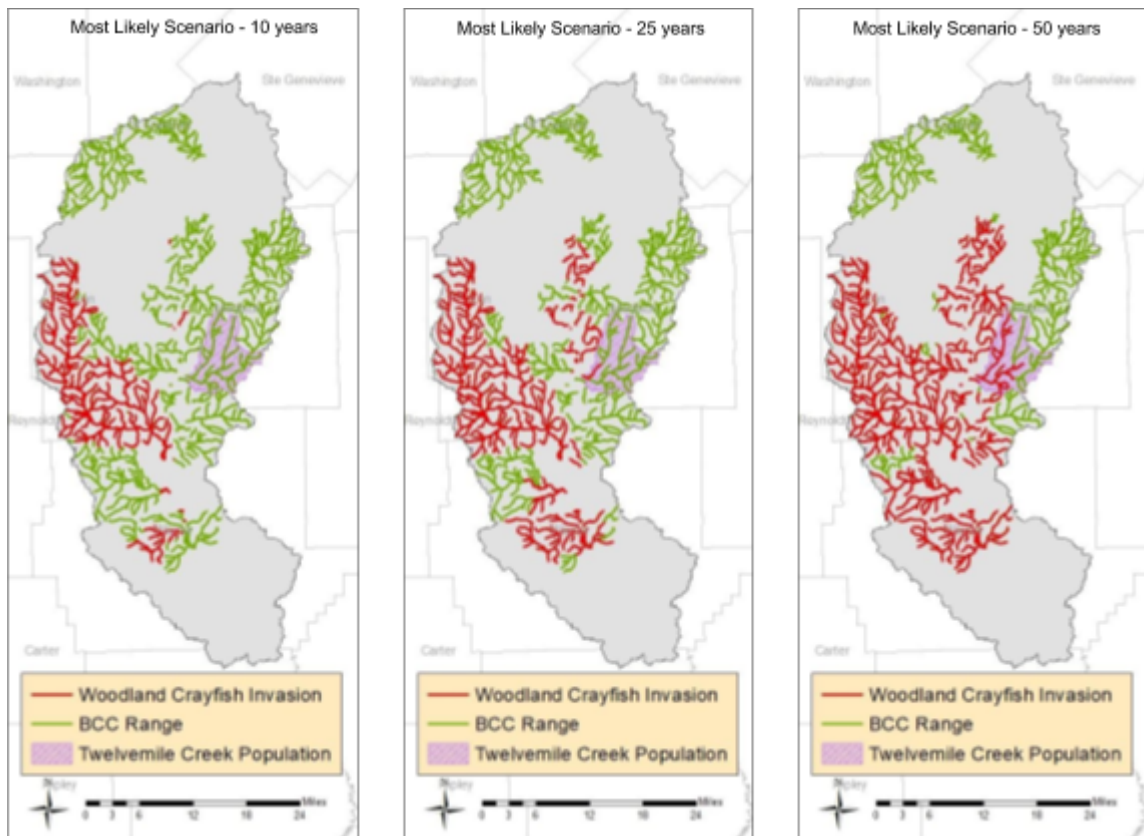 Most Likely Scenario - 10 years
Washington
Ste Genevieve
Carter
Woodland Crayfish Invasion
BCC Range
Twelvemile Creek Population
Miles
0 3 6 12 18 24
Most Likely Scenario - 25 years
Washington
Ste Genevieve
Carter
Woodland Crayfish Invasion
BCC Range
Twelvemile Creek Population
Miles
0 3 6 12 18 24
Most Likely Scenario - 50 years
Washington
Ste Genevieve
Carter
Woodland Crayfish Invasion
BCC Range
Twelvemile Creek Population
Miles
0 3 6 12 18 24